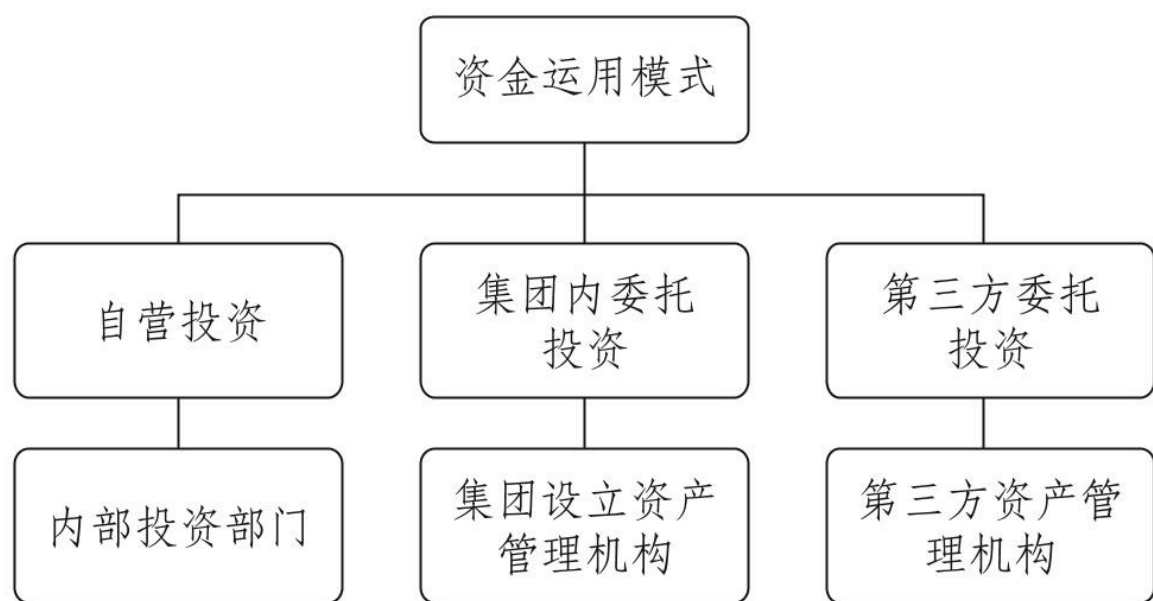 资金运用模式
自营投资
集团内委托
投资
第三方委托
投资
内部投资部门
集团设立资产
管理机构
第三方资产管
理机构